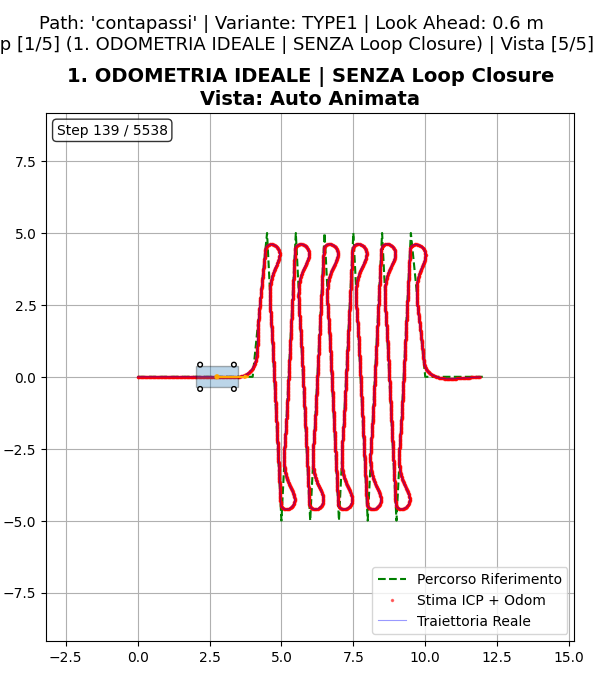 Path: 'contapassi' | Variante: TYPE1 | Look Ahead: 0.6 m
p [1/5] (1. ODOMETRIA IDEALE | SENZA Loop Closure) | Vista [5/5]
1. ODOMETRIA IDEALE | SENZA Loop Closure
Vista: Auto Animata
Step 139 / 5538
7.5
5.0
2.5
0.0
−2.5
−5.0
−7.5
Percorso Riferimento
Stima ICP + Odom
Traiettoria Reale
−2.5 0.0 2.5 5.0 7.5 10.0 12.5 15.0